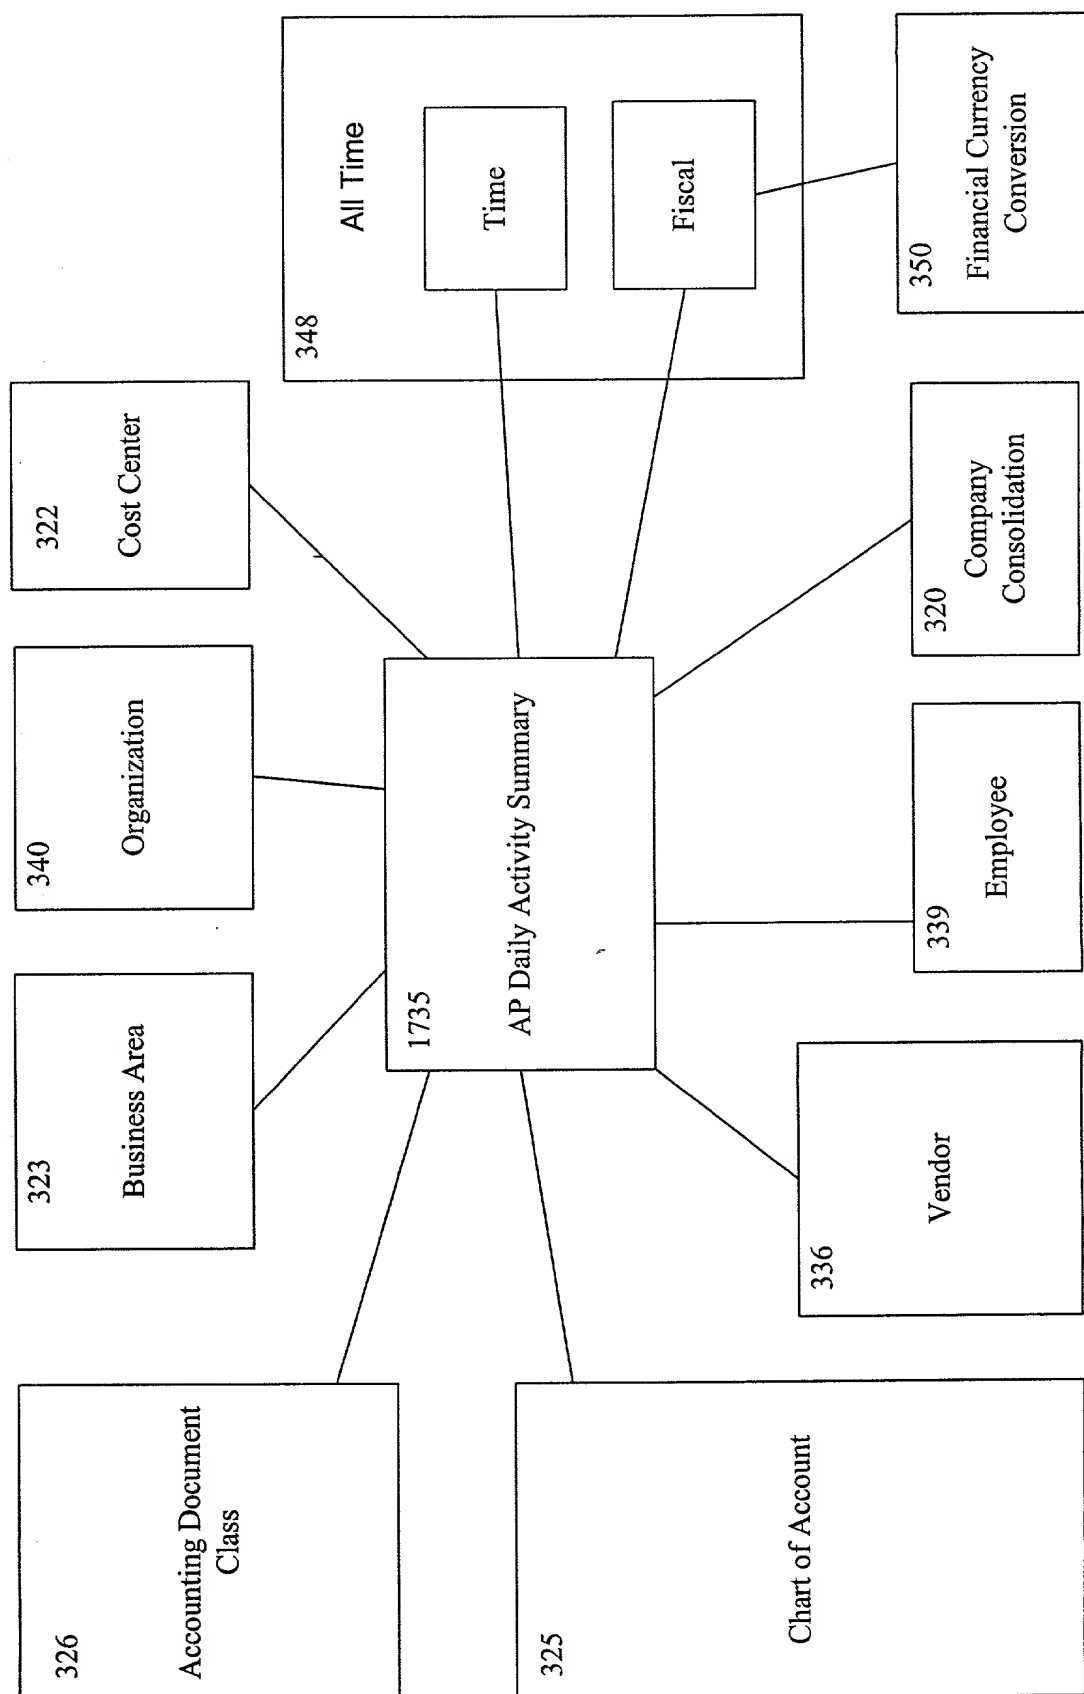 326
Accounting Document
Class
323
Business Area
340
Organization
322
Cost Center
348
All Time
Time
Fiscal
1735
AP Daily Activity Summary
325
Chart of Account
336
Vendor
339
Employee
320
Company
Consolidation
350
Financial Currency
Conversion